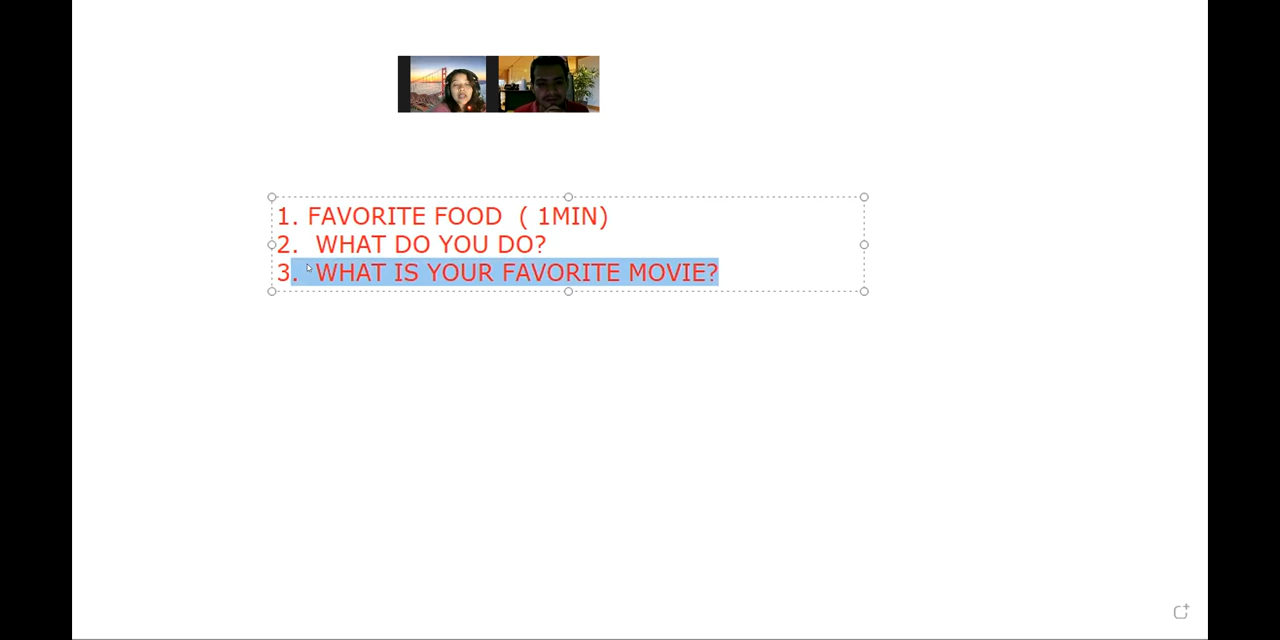 1. FAVORITE FOOD  ( 1MIN)
2.  WHAT DO YOU DO?
3.  WHAT IS YOUR FAVORITE MOVIE?